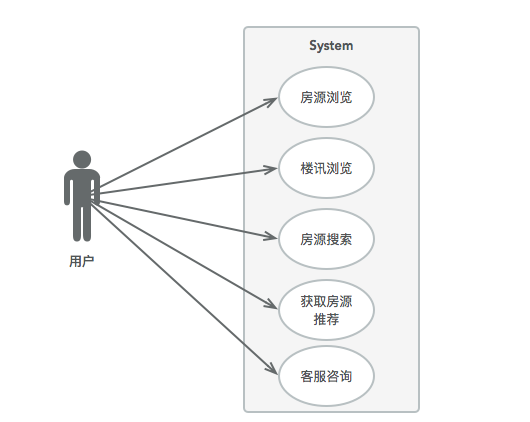 System
房源浏览
楼讯浏览
房源搜索
获取房源
推荐
客服咨询
用户